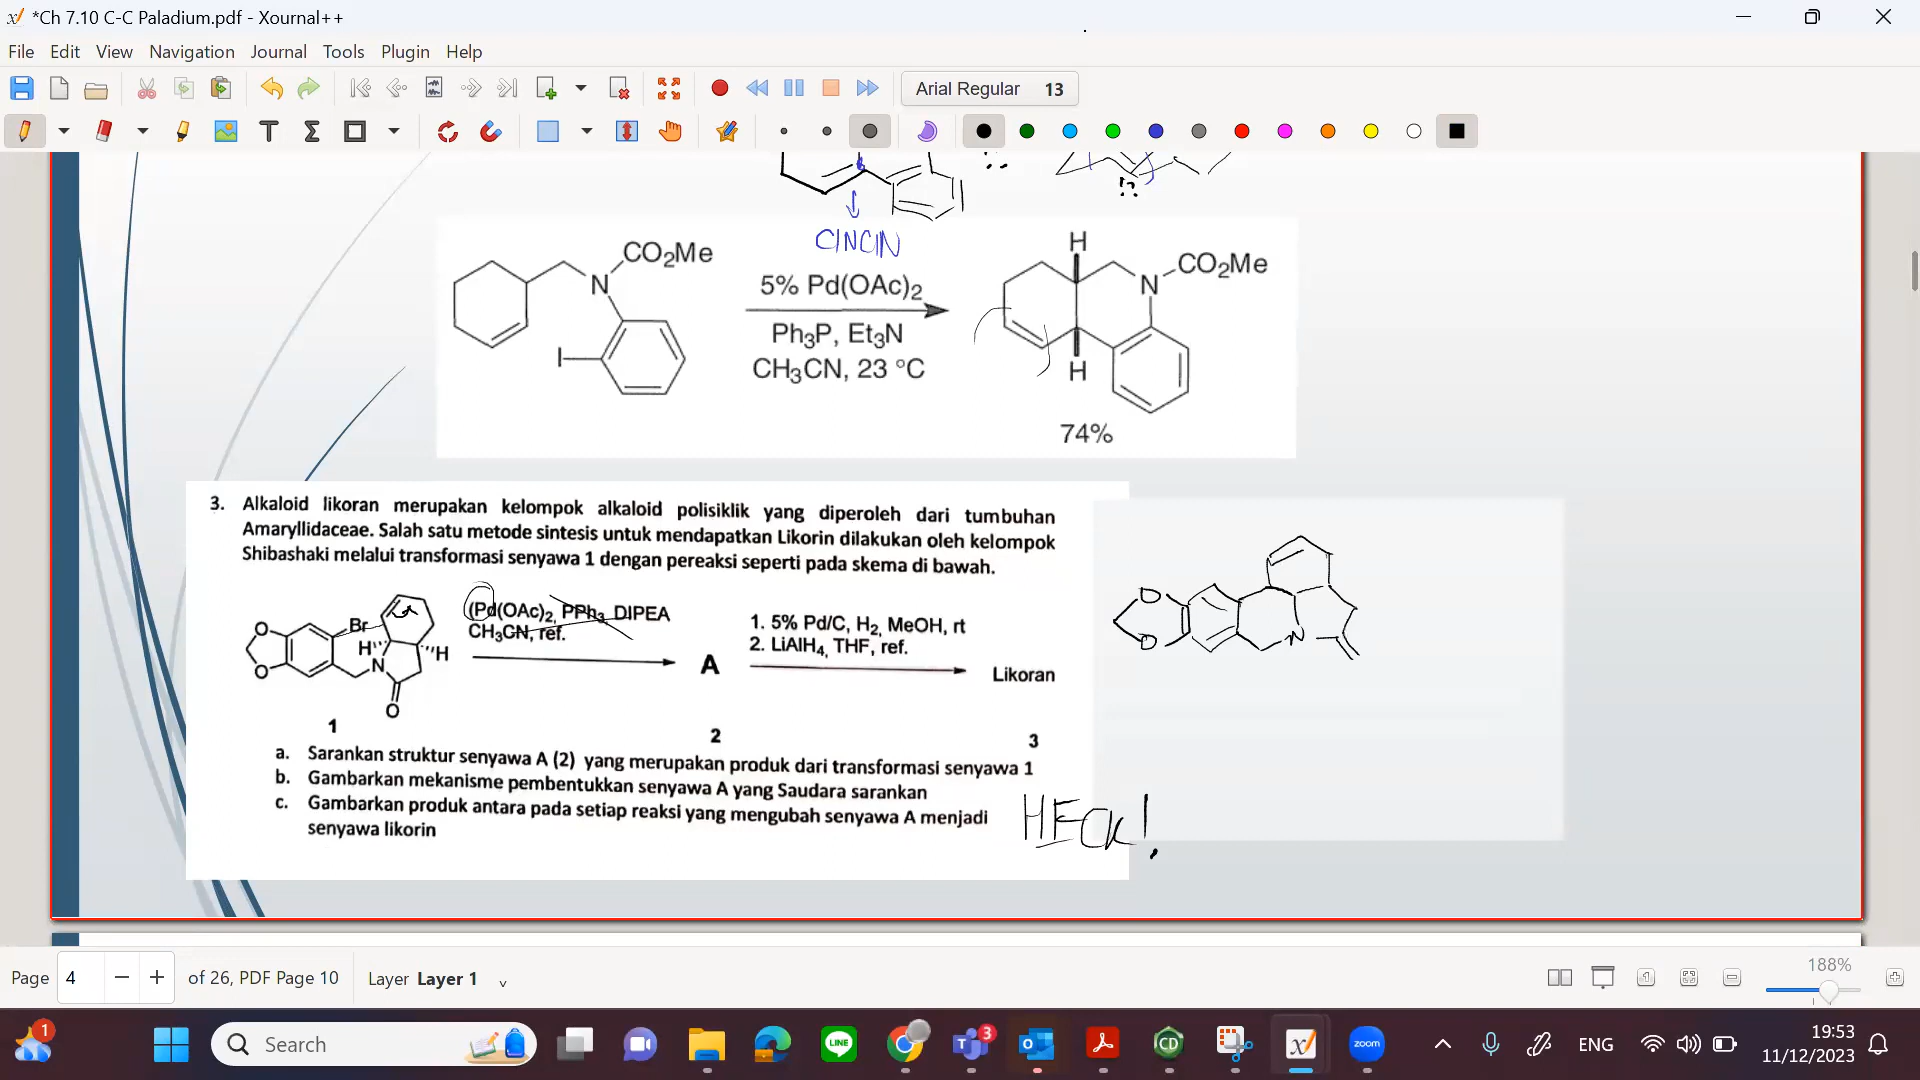 *Ch 7.10 C-C Paladium.pdf - Xournal++
File Edit View Navigation Journal Tools Plugin Help
Arial Regular 13
CINCIN
CO₂Me
N
I
5% Pd(OAc)₂
Ph₃P, Et₃N
CH₃CN, 23 °C
H
N
CO₂Me
H
74%
3. Alkaloid likoran merupakan kelompok alkaloid polisiklik yang diperoleh dari tumbuhan
Amaryllidaceae. Salah satu metode sintesis untuk mendapatkan Likorin dilakukan oleh kelompok
Shibashaki melalui transformasi senyawa 1 dengan pereaksi seperti pada skema di bawah.
O
O
Br
H
H
N
O
(Pd(OAc)₂, PPh₃ DIPEA
CH₃CN, ref.
A
1. 5% Pd/C, H₂, MeOH, rt
2. LiAlH₄, THF, ref.
Likoran
O
O
N
1
2
3
a. Sarankan struktur senyawa A (2) yang merupakan produk dari transformasi senyawa 1
b. Gambarkan mekanisme pembentukkan senyawa A yang Saudara sarankan
c. Gambarkan produk antara pada setiap reaksi yang mengubah senyawa A menjadi
senyawa likorin
HECK!
Page 4 of 26, PDF Page 10 Layer Layer 1
188%
1
Search
LINE
3
CD
zoom
ENG
19:53
11/12/2023